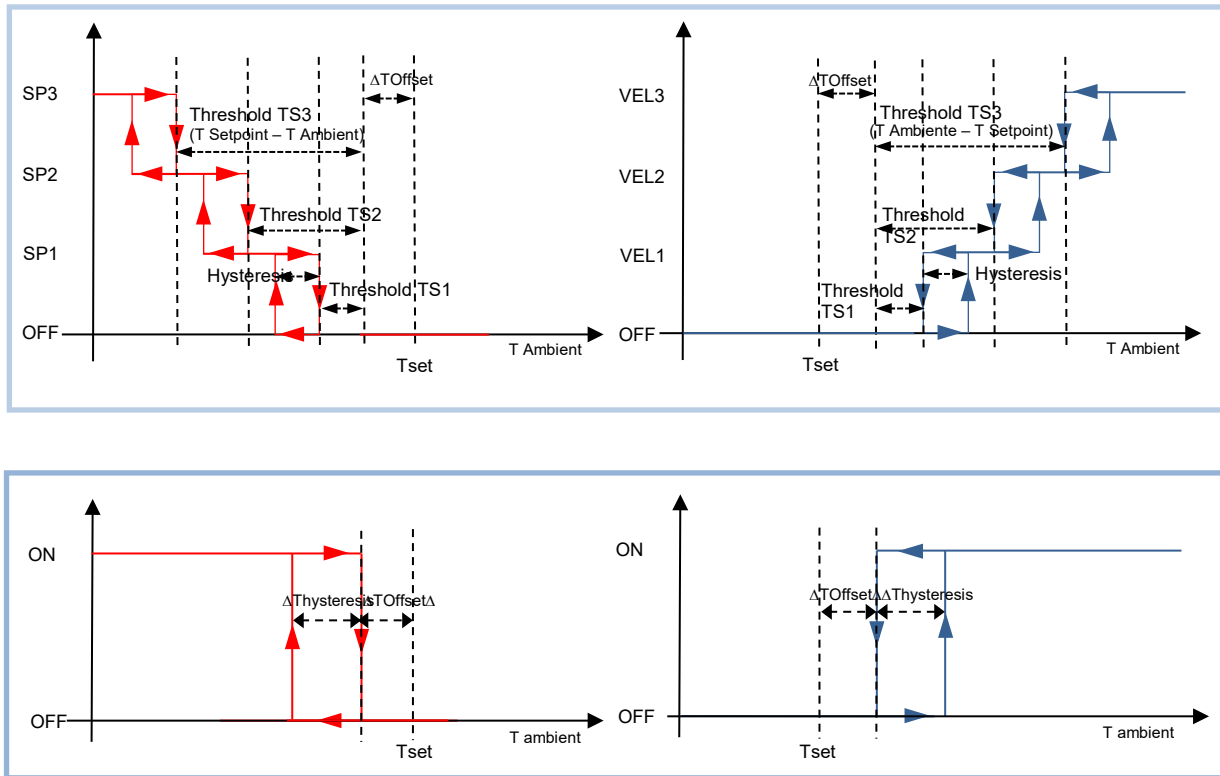 SP3
ΔTOffset
Threshold TS3
(T Setpoint – T Ambient)
SP2
Threshold TS2
SP1
Hysteresis
Threshold TS1
OFF
T Ambient
Tset
VEL3
ΔTOffset
Threshold TS3
(T Ambiente – T Setpoint)
VEL2
Threshold
TS2
VEL1
Hysteresis
Threshold
TS1
OFF
T Ambient
Tset
ON
ΔThysteresis
ΔTOffsetΔ
OFF
T ambient
Tset
ON
ΔTOffsetΔ
ΔThysteresis
OFF
T ambient
Tset